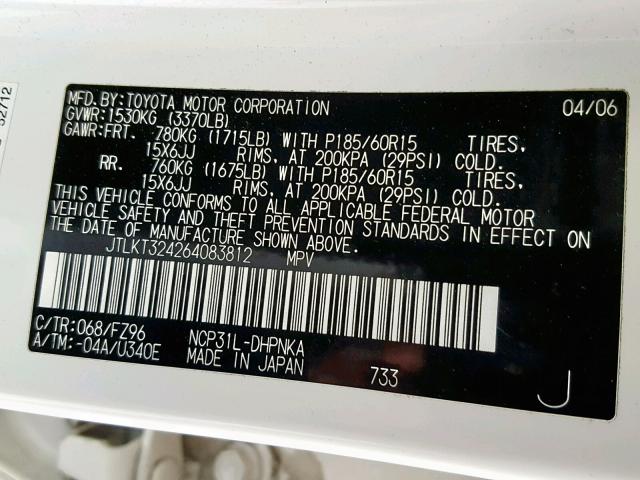 MFD.BY:TOYOTA MOTOR CORPORATION 04/06
GVWR:1530KG (3370LB)
GAWR:FRT. 780KG (1715LB) WITH P185/60R15 TIRES,
15X6JJ RIMS, AT 200KPA (29PSI) COLD.
RR. 760KG (1675LB) WITH P185/60R15 TIRES,
15X6JJ RIMS, AT 200KPA (29PSI) COLD.
THIS VEHICLE CONFORMS TO ALL APPLICABLE FEDERAL MOTOR
VEHICLE SAFETY AND THEFT PREVENTION STANDARDS IN EFFECT ON
THE DATE OF MANUFACTURE SHOWN ABOVE.
JTLKT324264083812 MPV
C/TR:068/FZ96 NCP31L-DHPNKA
A/TM:-04A/U340E MADE IN JAPAN
733 J